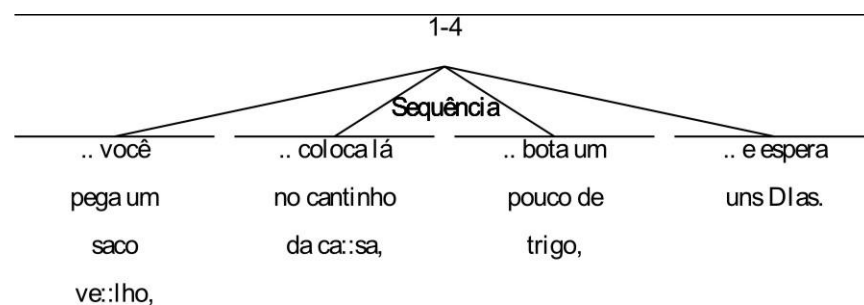 1-4
Sequência
.. você
pega um
saco
ve::lho,
.. coloca lá
no cantinho
da ca::sa,
.. bota um
pouco de
trigo,
.. e espera
uns DIas.